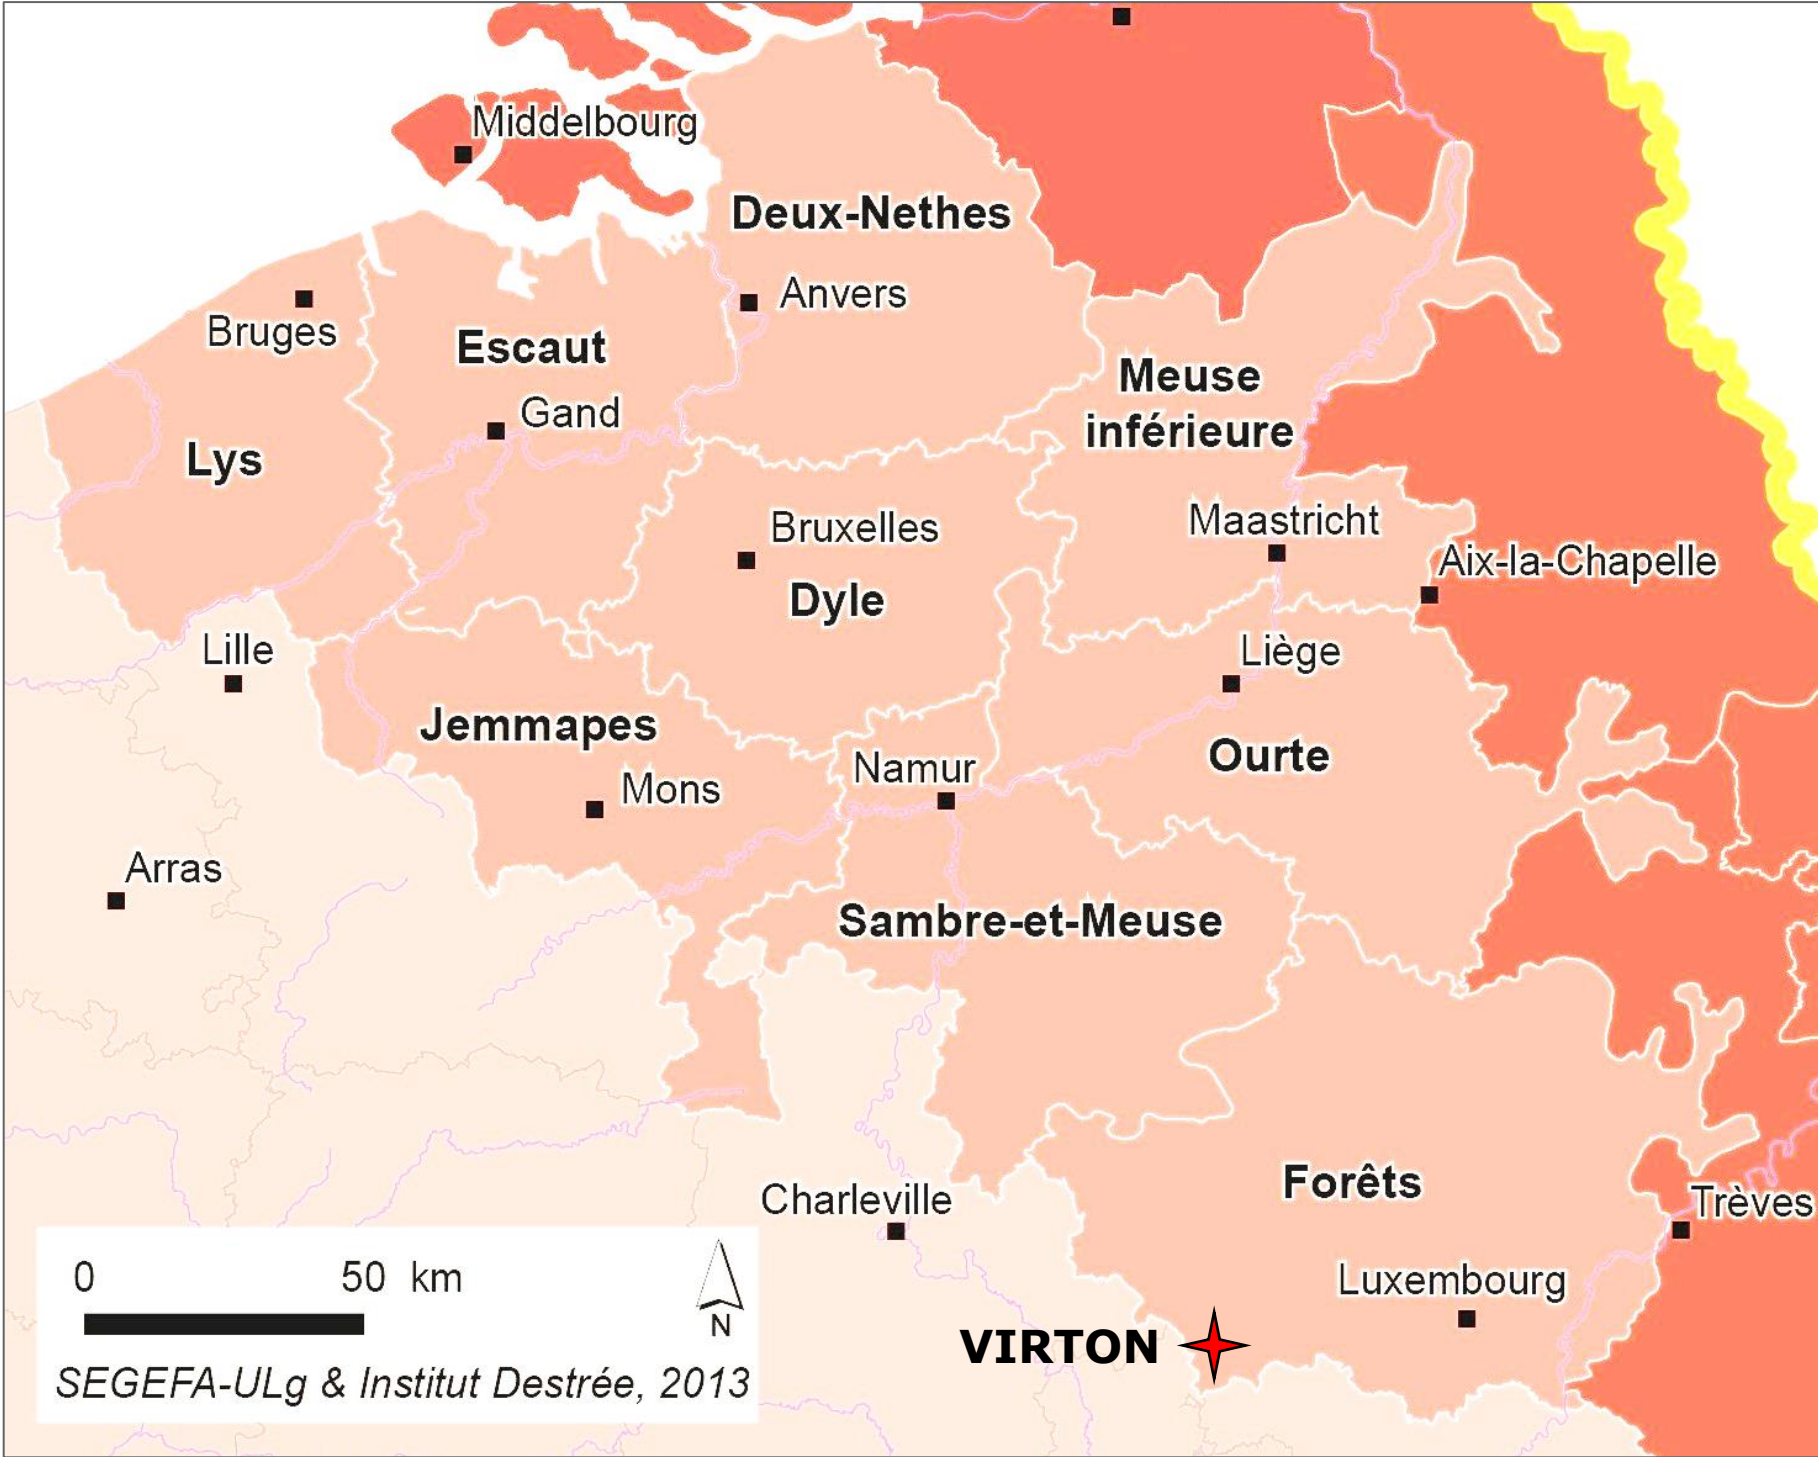 Middelbourg
Deux-Nethes
Anvers
Bruges
Escaut
Gand
Meuse
inférieure
Lys
Bruxelles
Maastricht
Aix-la-Chapelle
Dyle
Lille
Liège
Jemmapes
Ourte
Namur
Mons
Arras
Sambre-et-Meuse
Forêts
Charleville
Trèves
Luxembourg
VIRTON
0 50 km
N
SEGEFA-ULg & Institut Destrée, 2013